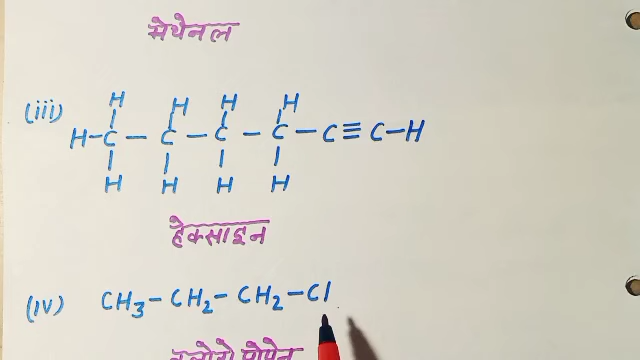 मेथेनल
H H H H
(iii) H-C-C-C-C-C≡C-H
H H H H
हेक्साइन
(iv) CH3-CH2-CH2-Cl
क्लोरो प्रोपेन